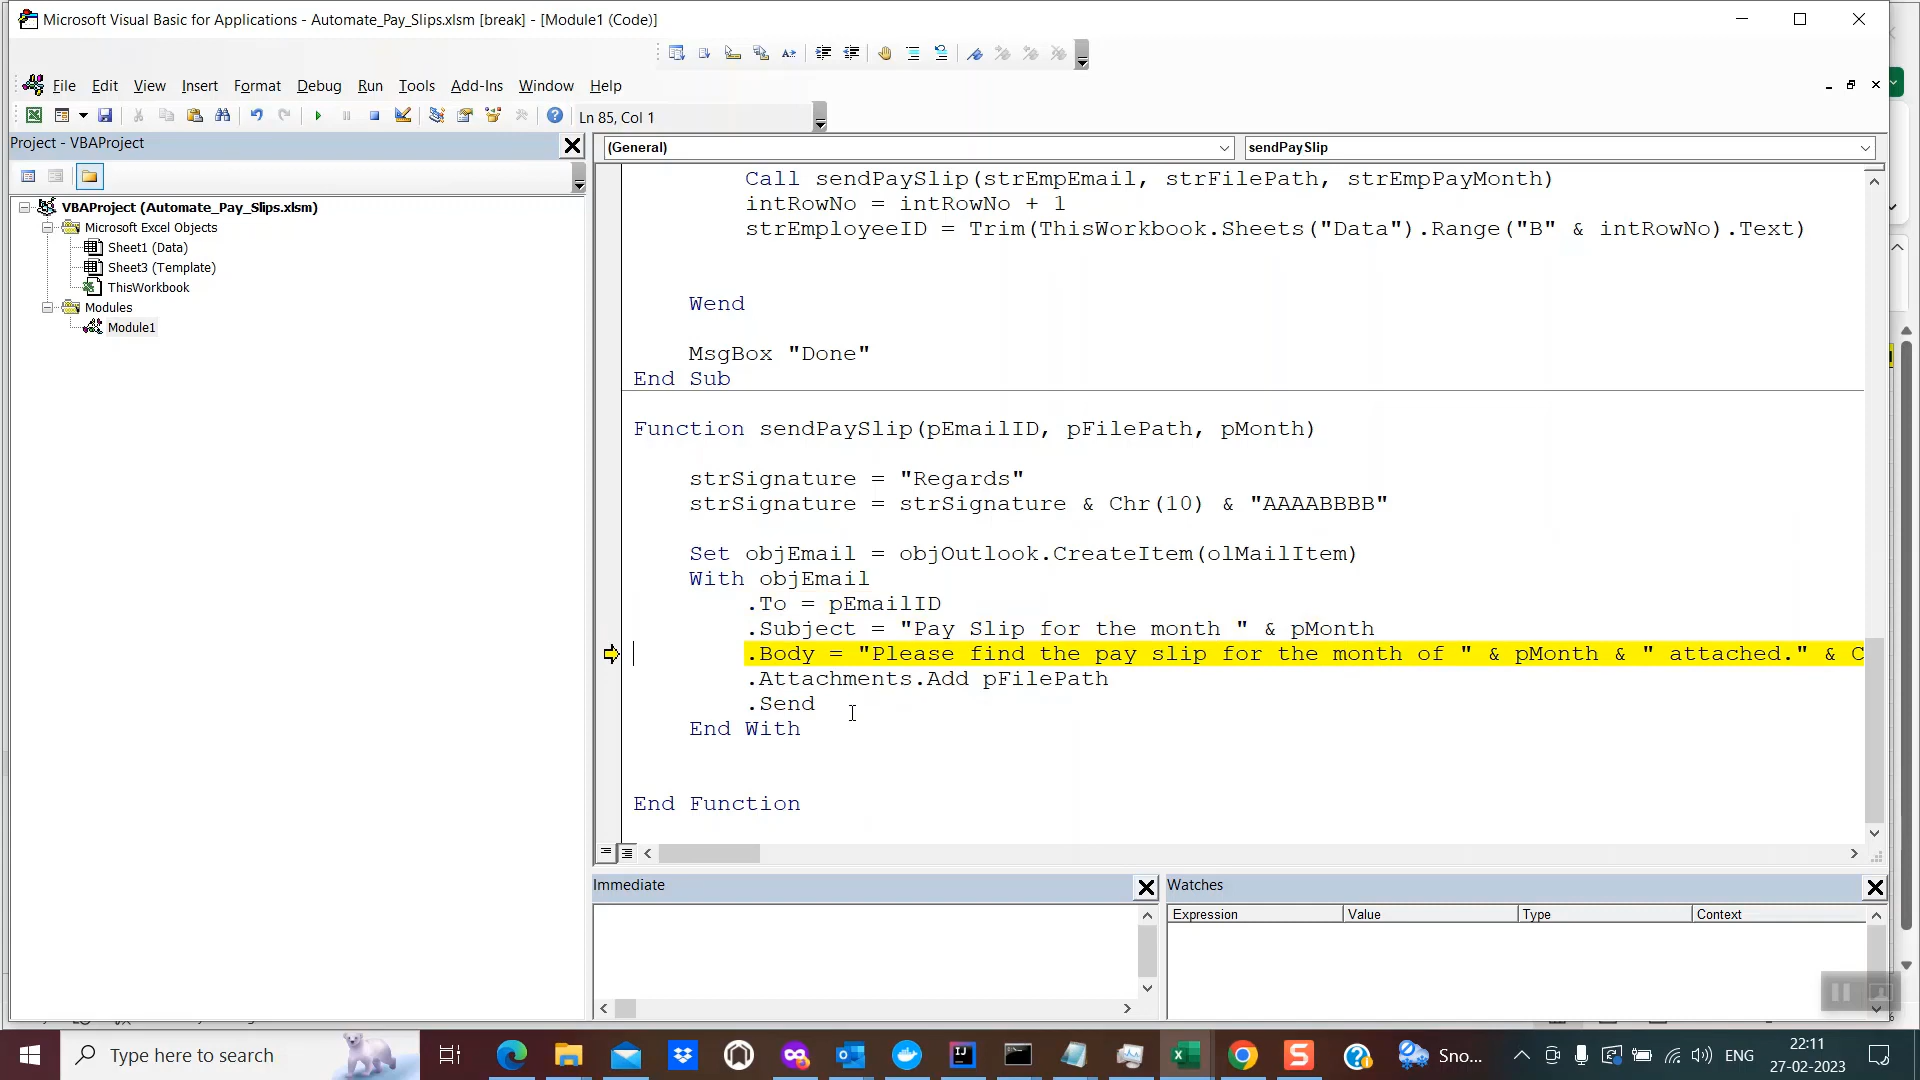 Microsoft Visual Basic for Applications - Automate_Pay_Slips.xlsm [break] - [Module1 (Code)]
File Edit View Insert Format Debug Run Tools Add-Ins Window Help
Ln 85, Col 1
Project - VBAProject
VBAProject (Automate_Pay_Slips.xlsm)
Microsoft Excel Objects
Sheet1 (Data)
Sheet3 (Template)
ThisWorkbook
Modules
Module1
(General)
sendPaySlip
Call sendPaySlip(strEmpEmail, strFilePath, strEmpPayMonth)
intRowNo = intRowNo + 1
strEmployeeID = Trim(ThisWorkbook.Sheets("Data").Range("B" & intRowNo).Text)
Wend
MsgBox "Done"
End Sub
Function sendPaySlip(pEmailID, pFilePath, pMonth)
strSignature = "Regards"
strSignature = strSignature & Chr(10) & "AAAABBBB"
Set objEmail = objOutlook.CreateItem(olMailItem)
With objEmail
.To = pEmailID
.Subject = "Pay Slip for the month " & pMonth
.Body = "Please find the pay slip for the month of " & pMonth & " attached." & C
.Attachments.Add pFilePath
.Send
End With
End Function
Immediate
Watches
Expression Value Type Context
Type here to search
Sno...
ENG
22:11
27-02-2023